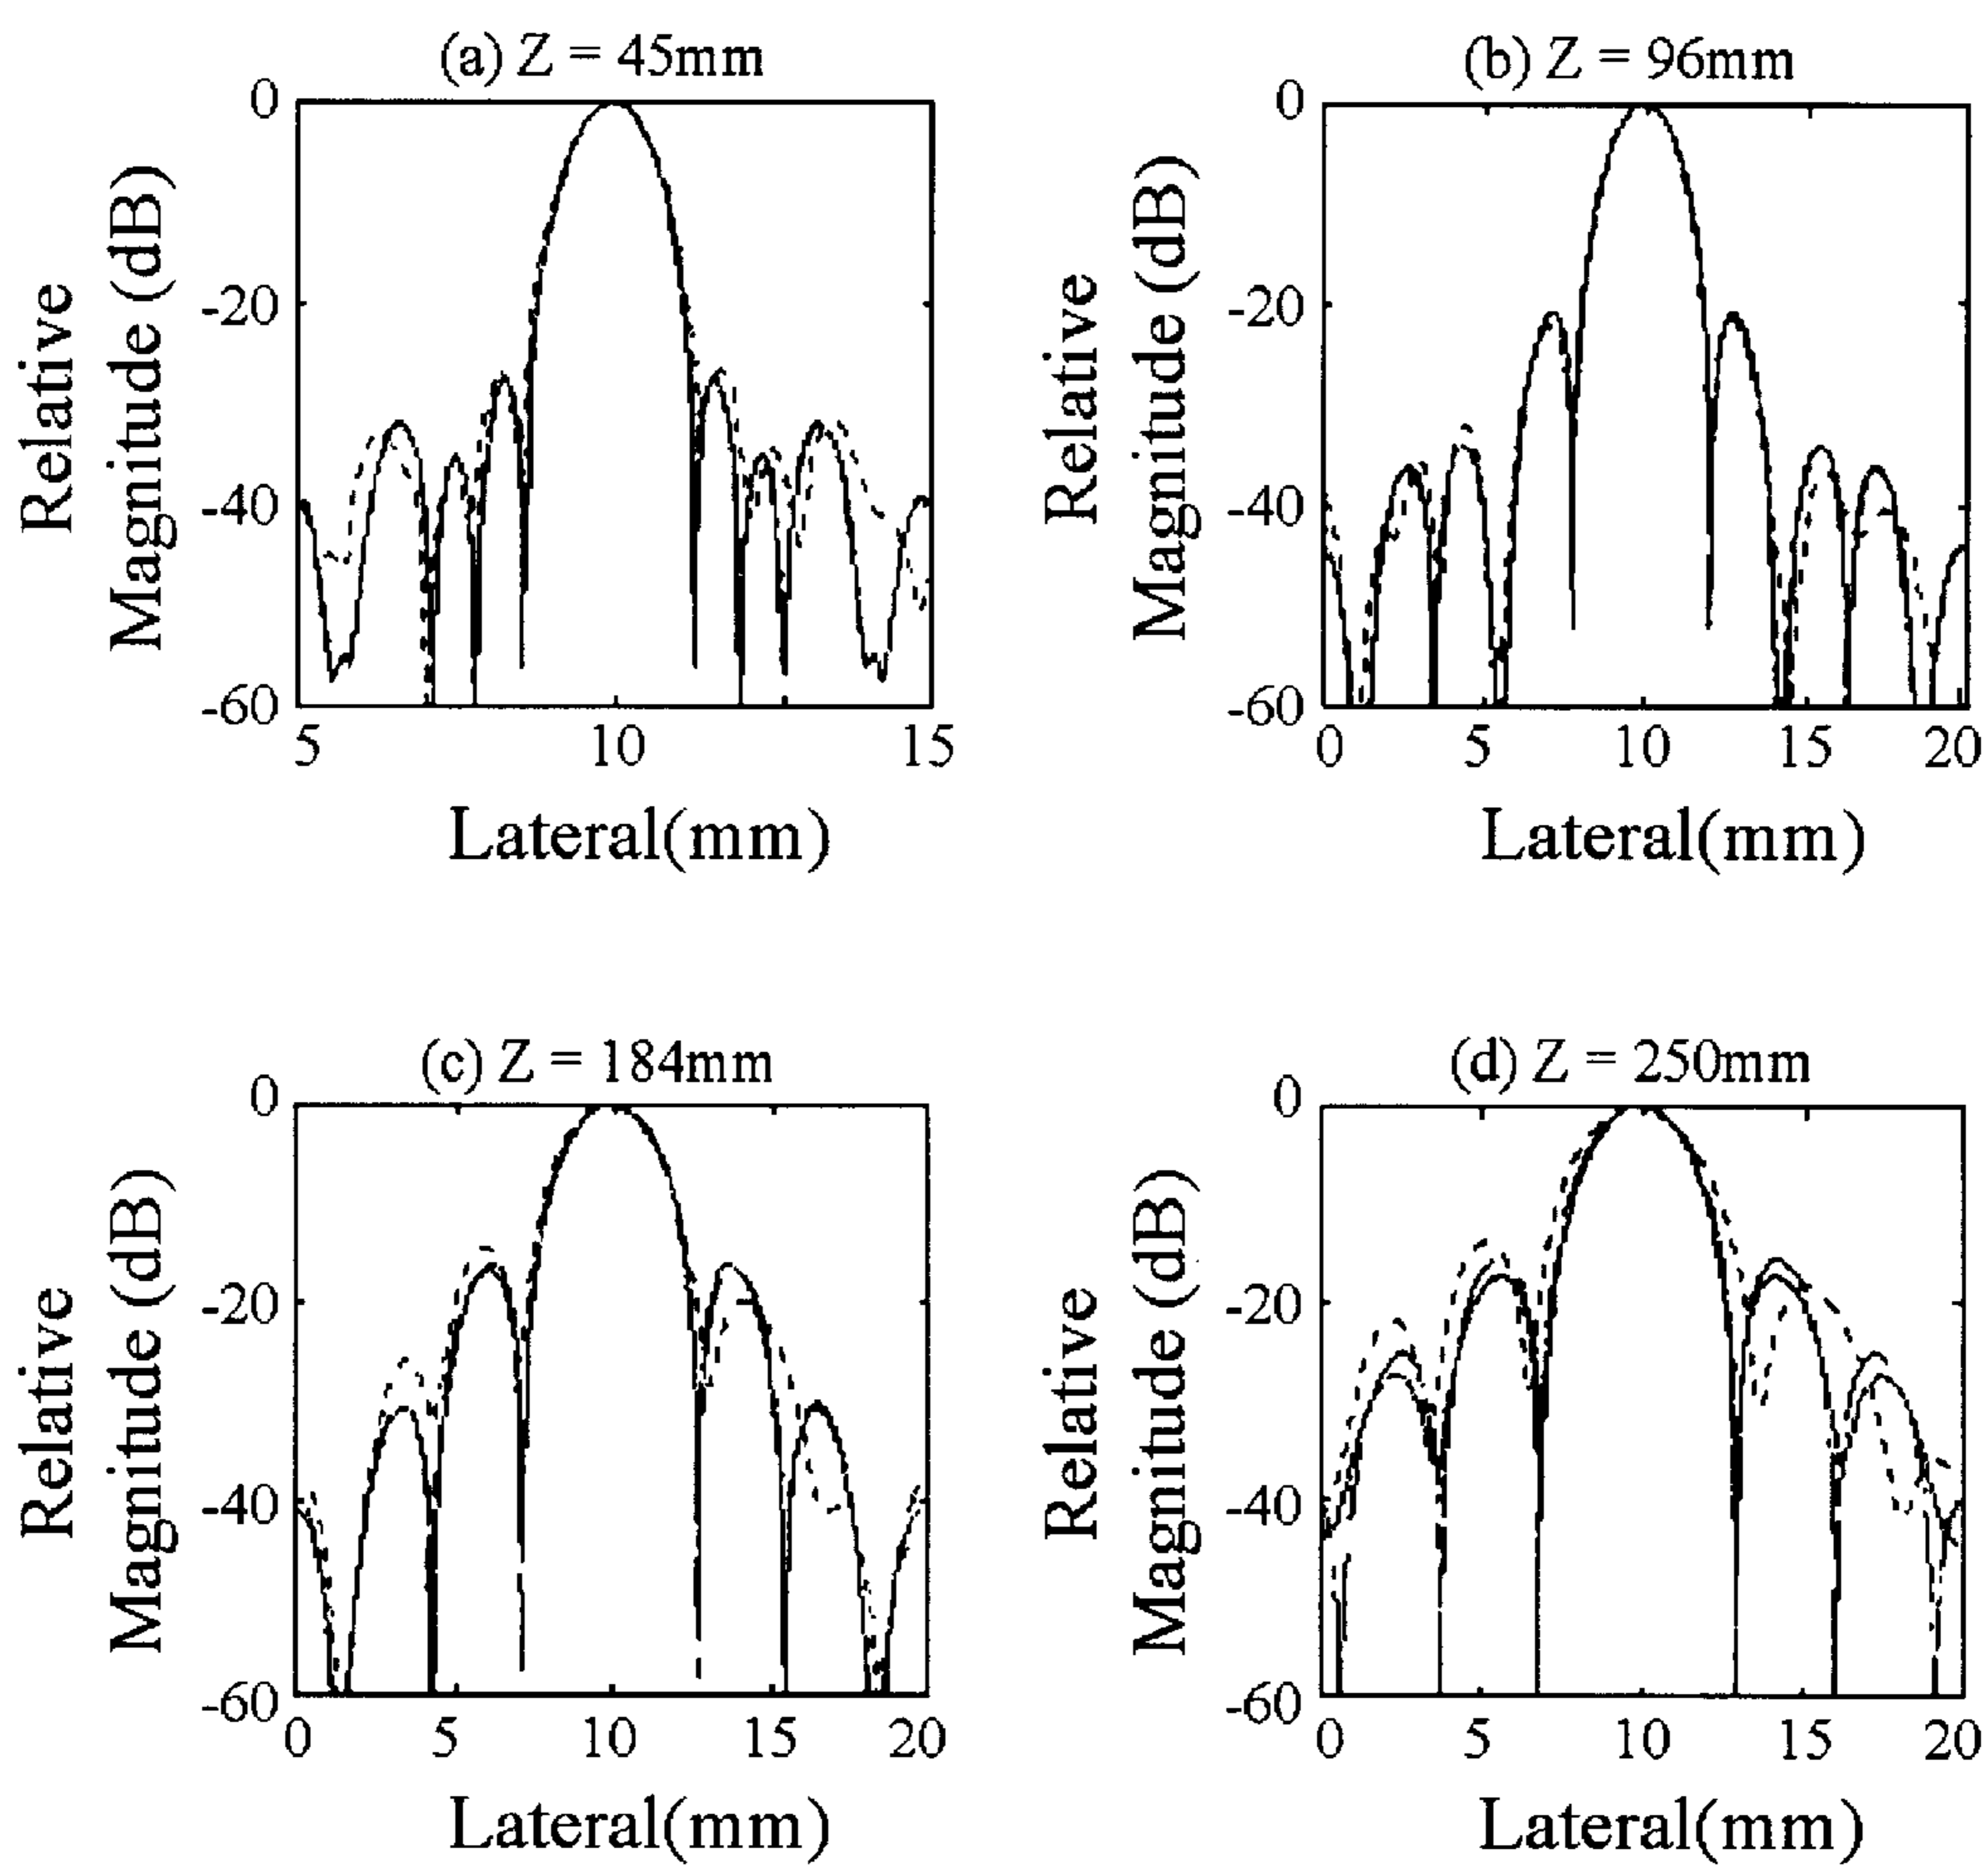 (a) Z = 45mm
0
-20
-40
-60
Relative
Magnitude (dB)
5 10 15
Lateral(mm)
(b) Z = 96mm
0
-20
-40
-60
Relative
Magnitude (dB)
0 5 10 15 20
Lateral(mm)
(c) Z = 184mm
0
-20
-40
-60
Relative
Magnitude (dB)
0 5 10 15 20
Lateral(mm)
(d) Z = 250mm
0
-20
-40
-60
Relative
Magnitude (dB)
0 5 10 15 20
Lateral(mm)